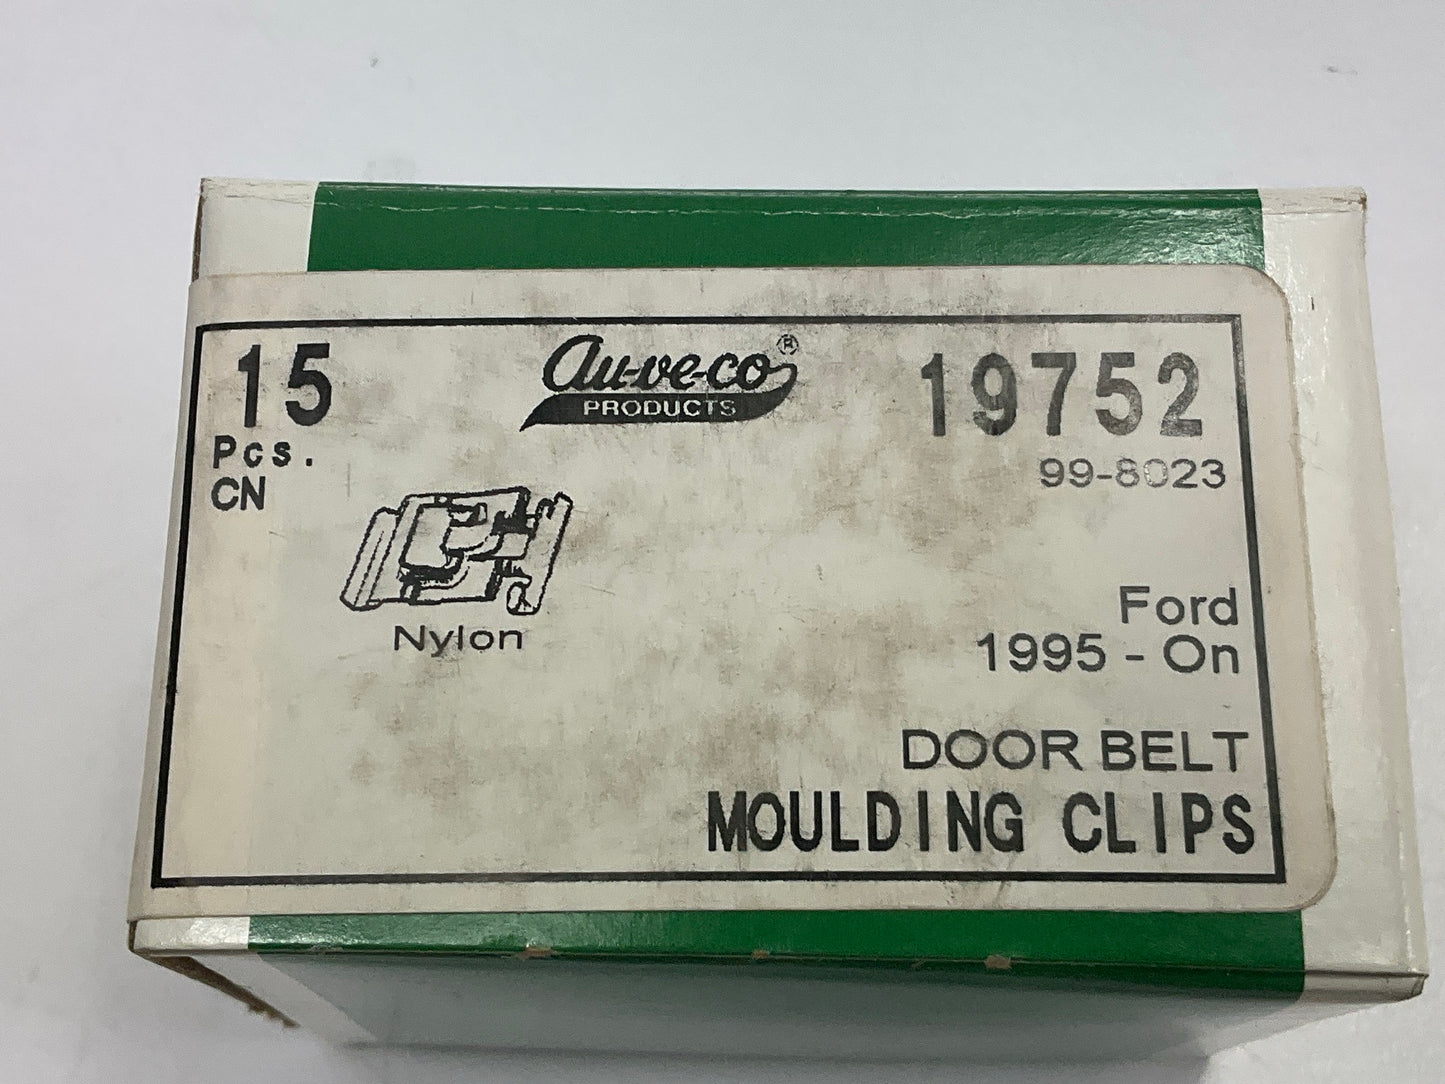 15
Pcs.
CN
au-ve-co®
PRODUCTS
19752
99-8023
Nylon
Ford
1995 - On
DOOR BELT
MOULDING CLIPS